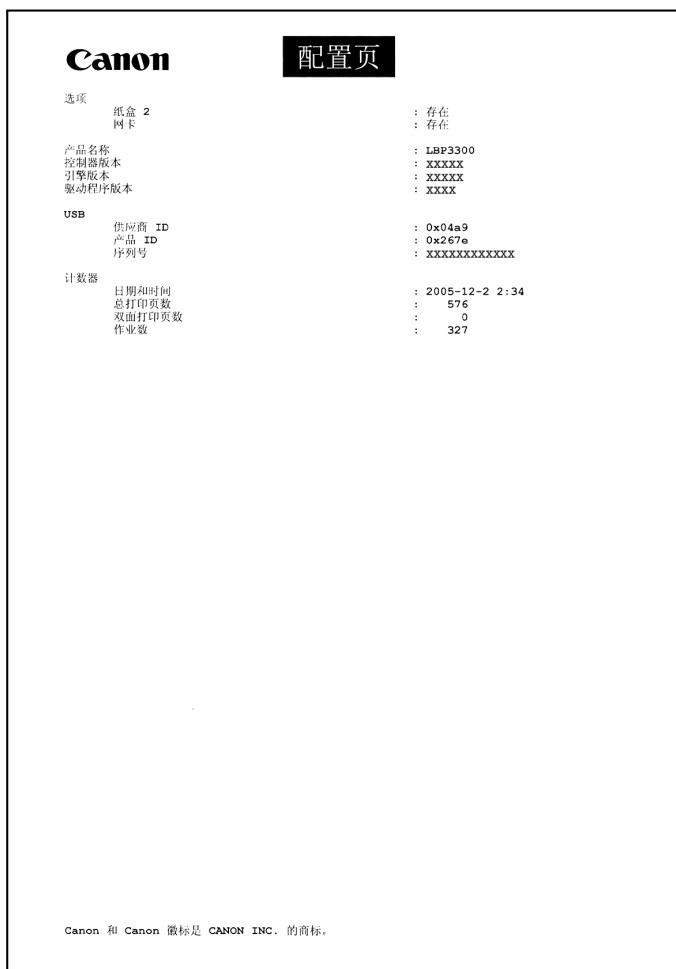 Canon 配置页
选项
纸盒 2 : 存在
网卡 : 存在
产品名称 : LBP3300
控制器版本 : XXXXX
引擎版本 : XXXXX
驱动程序版本 : XXXX
USB
供应商 ID : 0x04a9
产品 ID : 0x267e
序列号 : XXXXXXXXXXXX
计数器
日期和时间 : 2005-12-2 2:34
总打印页数 : 576
双面打印页数 : 0
作业数 : 327
Canon 和 Canon 徽标是 CANON INC. 的商标。